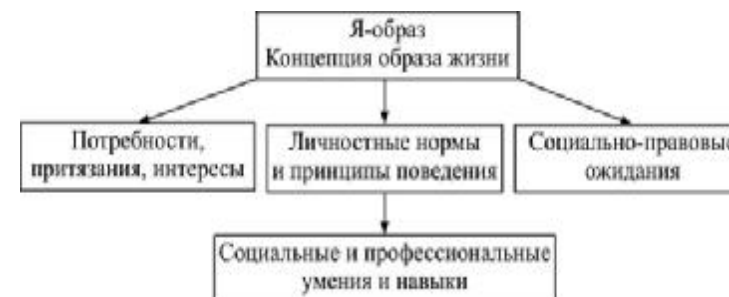 Я-образ
Концепция образа жизни
Потребности,
притязания, интересы
Личностные нормы
и принципы поведения
Социально-правовые
ожидания
Социальные и профессиональные
умения и навыки